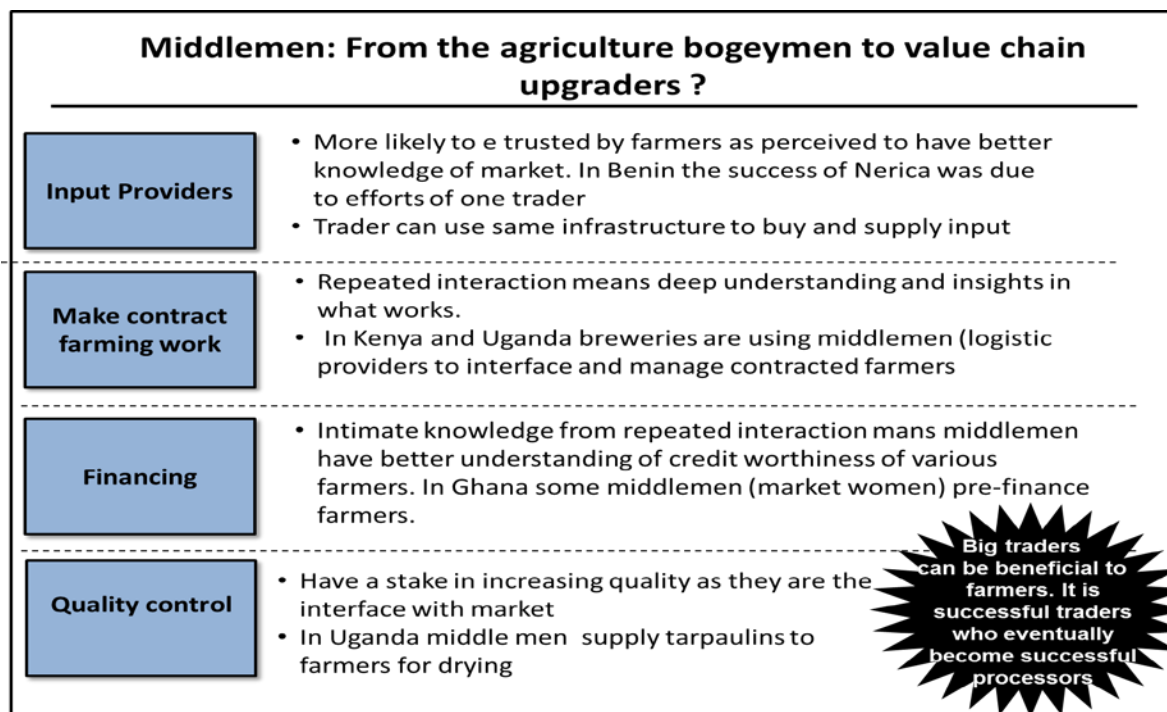 Middlemen: From the agriculture bogeymen to value chain
upgraders ?
Input Providers
• More likely to e trusted by farmers as perceived to have better
knowledge of market. In Benin the success of Nerica was due
to efforts of one trader
• Trader can use same infrastructure to buy and supply input
Make contract
farming work
• Repeated interaction means deep understanding and insights in
what works.
• In Kenya and Uganda breweries are using middlemen (logistic
providers to interface and manage contracted farmers
Financing
• Intimate knowledge from repeated interaction mans middlemen
have better understanding of credit worthiness of various
farmers. In Ghana some middlemen (market women) pre-finance
farmers.
Quality control
• Have a stake in increasing quality as they are the
interface with market
• In Uganda middle men supply tarpaulins to
farmers for drying
Big traders
can be beneficial to
farmers. It is
successful traders
who eventually
become successful
processors